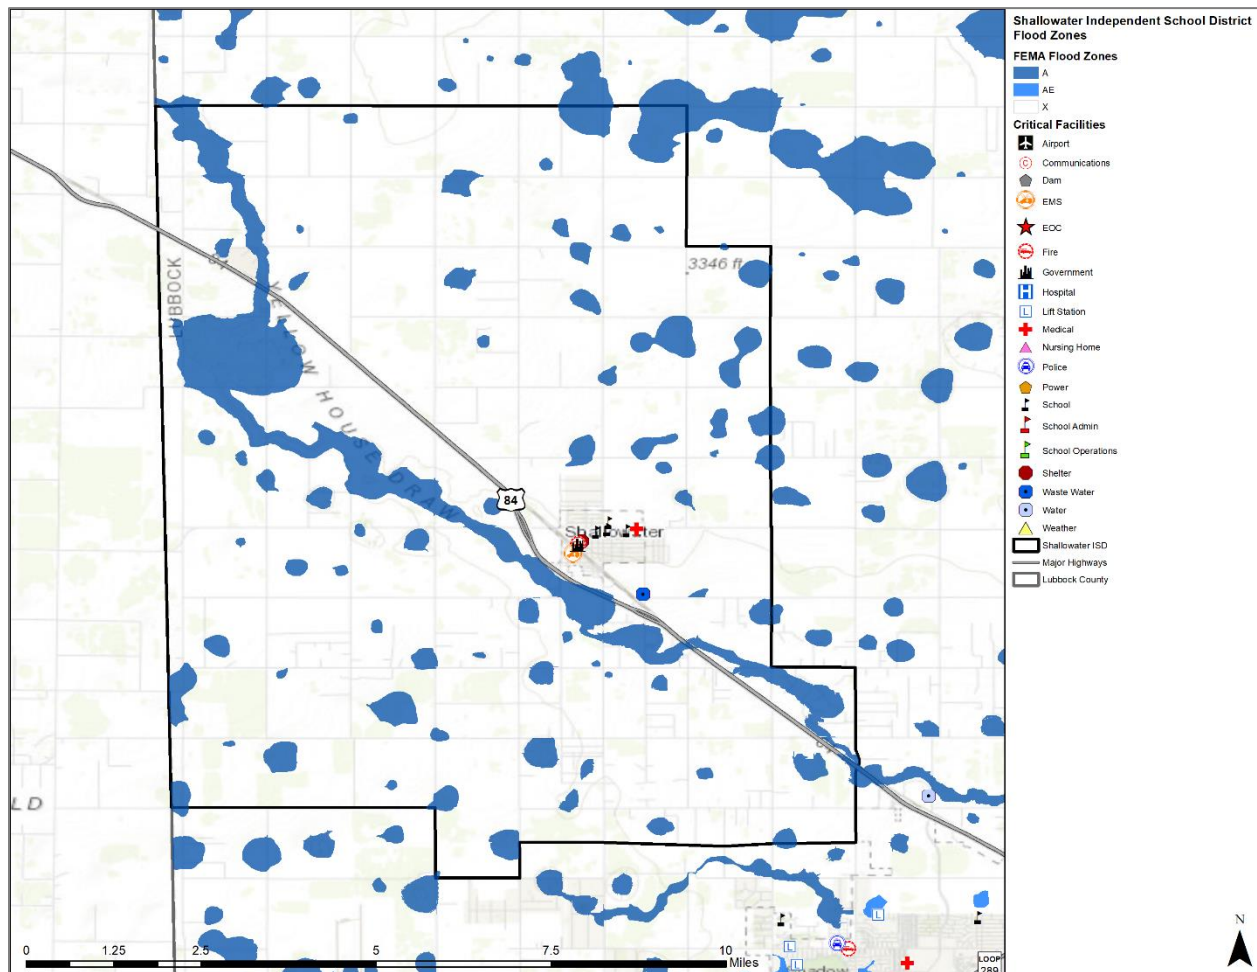 Shallowater Independent School District
Flood Zones
FEMA Flood Zones
A
AE
X
Critical Facilities
Airport
C
Communications
Dam
EMS
EOC
Fire
Government
H
Hospital
L
Lift Station
Medical
Nursing Home
Police
Power
School
School Admin
School Operations
Shelter
Waste Water
Water
Weather
Shallowater ISD
Major Highways
Lubbock County
LUBBOCK
3346 ft
YELLOW HOUSE DRAW
84
Shallowater
L D
L
L
L
0 1.25 2.5 5 7.5 10
Miles
LOOP
289
N